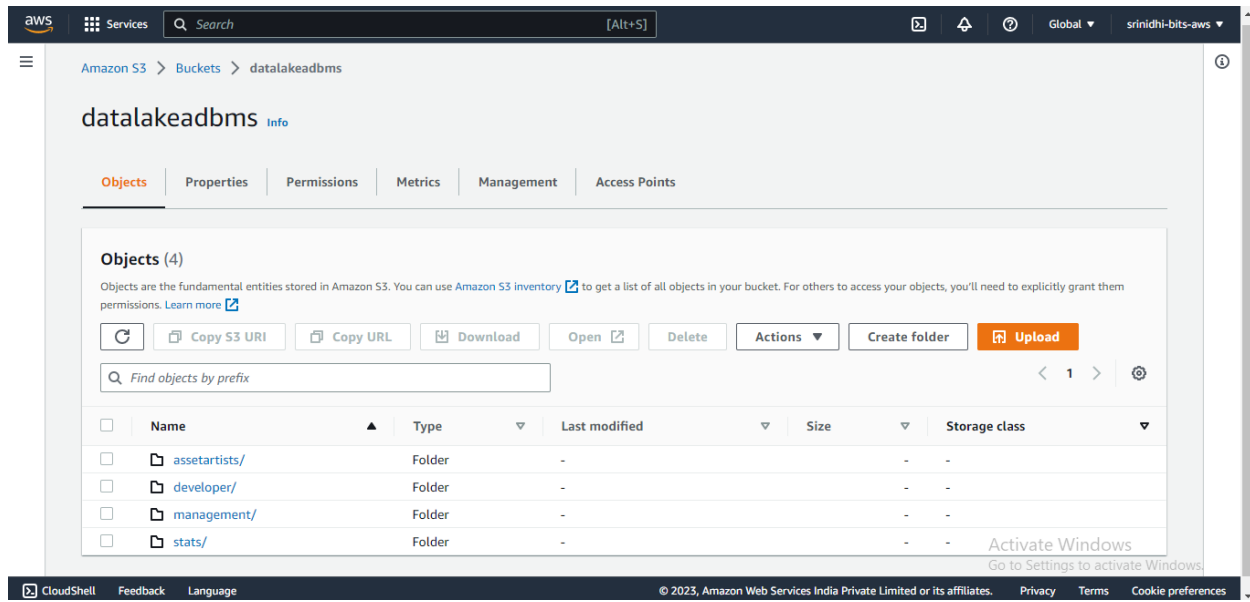 aws Services Search [Alt+S] Global ▼ srinidhi-bits-aws ▼
Amazon S3 > Buckets > datalakeadbms
datalakeadbms Info
Objects Properties Permissions Metrics Management Access Points
Objects (4)
Objects are the fundamental entities stored in Amazon S3. You can use Amazon S3 inventory to get a list of all objects in your bucket. For others to access your objects, you'll need to explicitly grant them
permissions. Learn more
Copy S3 URI Copy URL Download Open Delete Actions ▼ Create folder Upload
Find objects by prefix < 1 >
Name Type Last modified Size Storage class
assetartists/ Folder - - -
developer/ Folder - - -
management/ Folder - - -
stats/ Folder - - -
Activate Windows
Go to Settings to activate Windows.
CloudShell Feedback Language © 2023, Amazon Web Services India Private Limited or its affiliates. Privacy Terms Cookie preferences